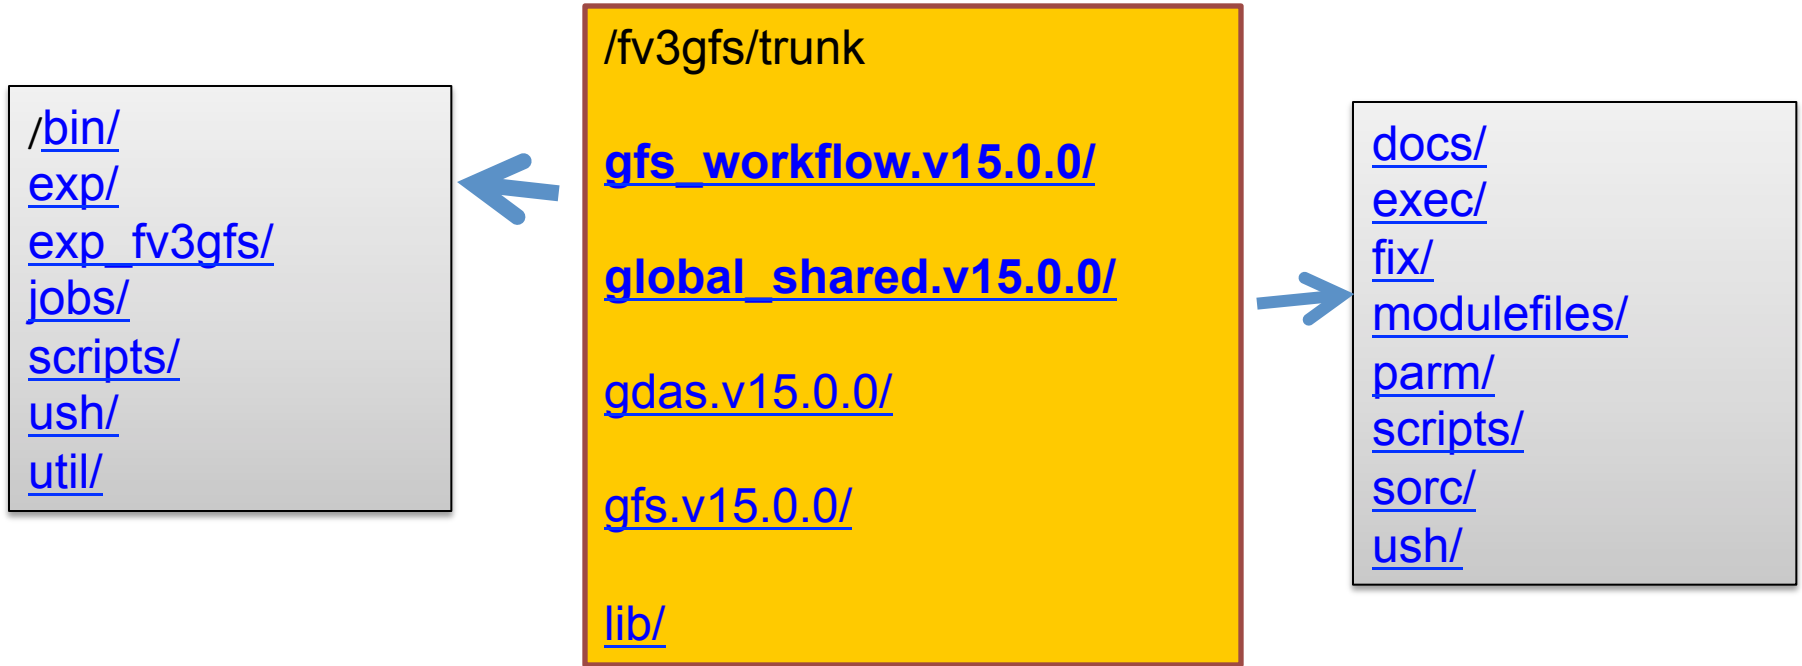 /bin/
exp/
exp_fv3gfs/
jobs/
scripts/
ush/
util/
/fv3gfs/trunk
gfs_workflow.v15.0.0/
global_shared.v15.0.0/
gdas.v15.0.0/
gfs.v15.0.0/
lib/
docs/
exec/
fix/
modulefiles/
parm/
scripts/
sorc/
ush/